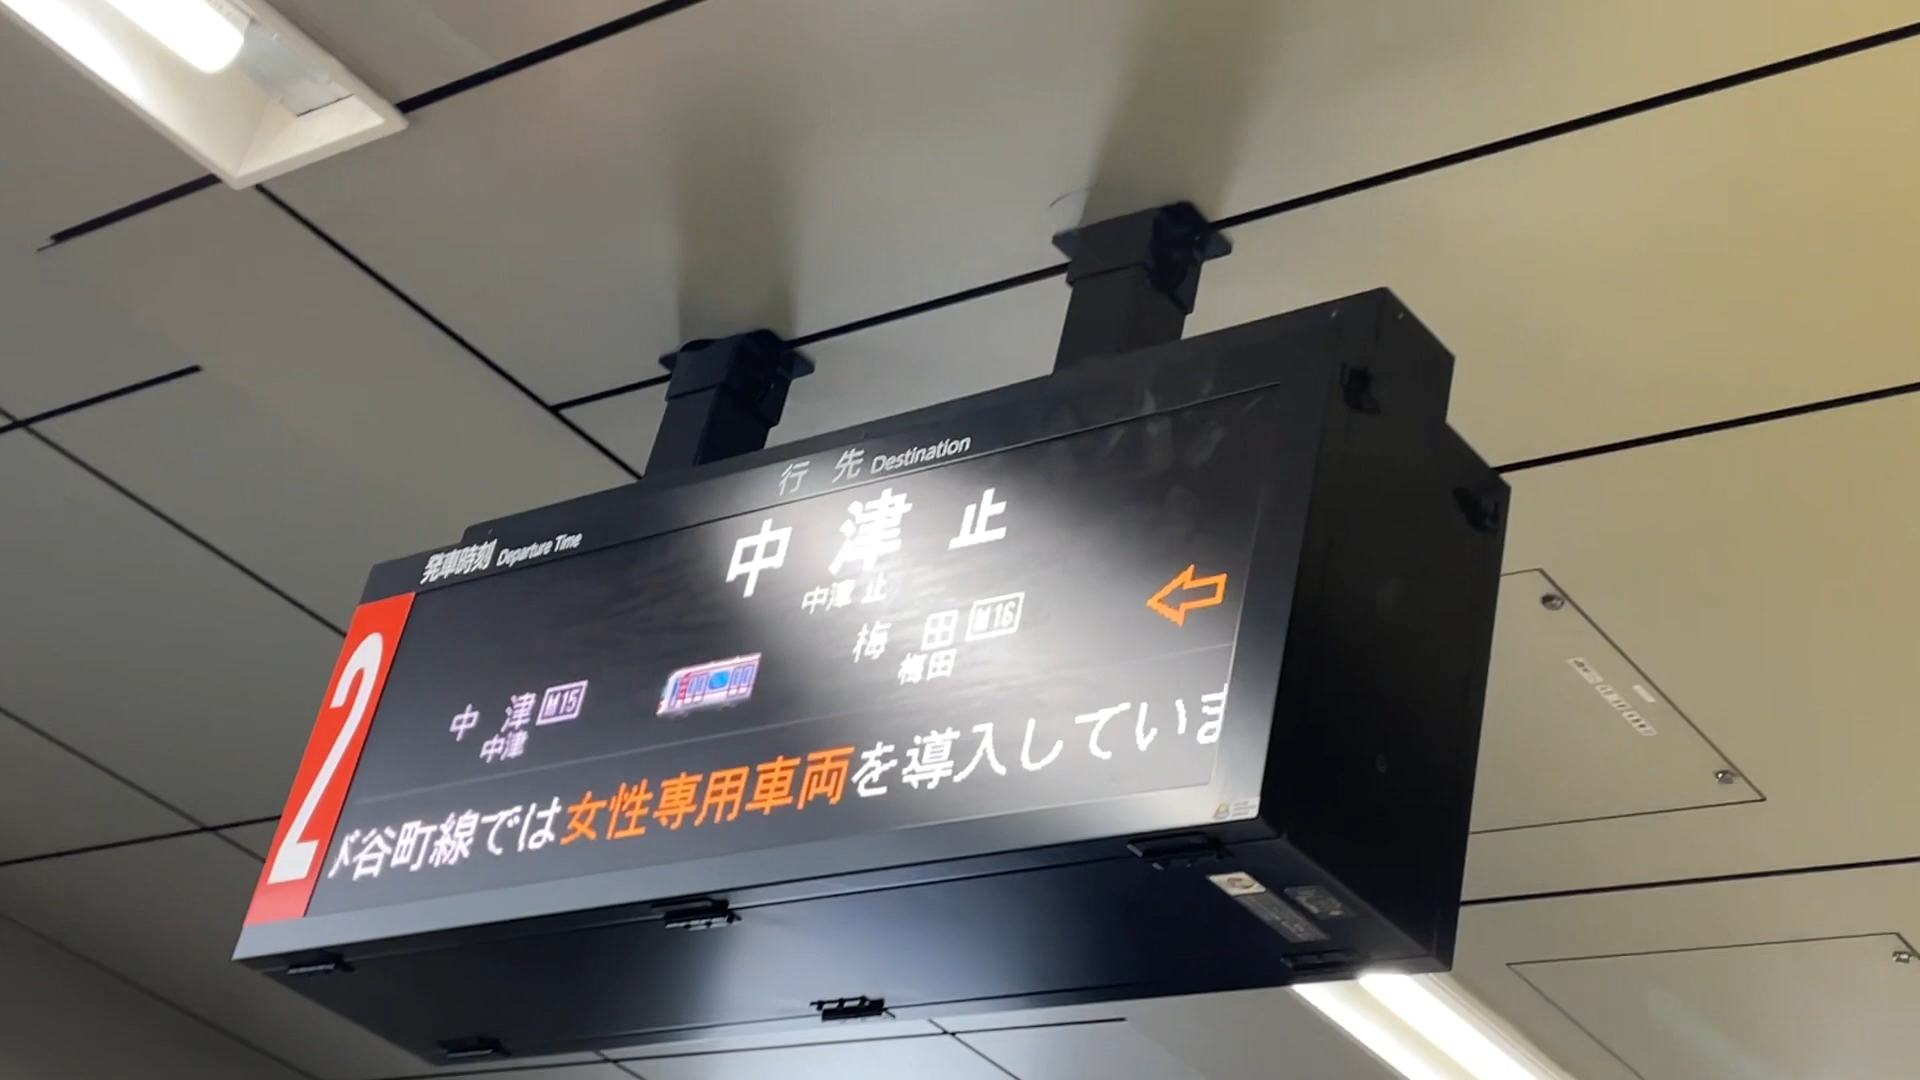 行先 Destination
発車時刻 Departure Time
中津止
中津止
2
梅田 M16
梅田
中津 M15
中津
谷町線では女性専用車両を導入していま